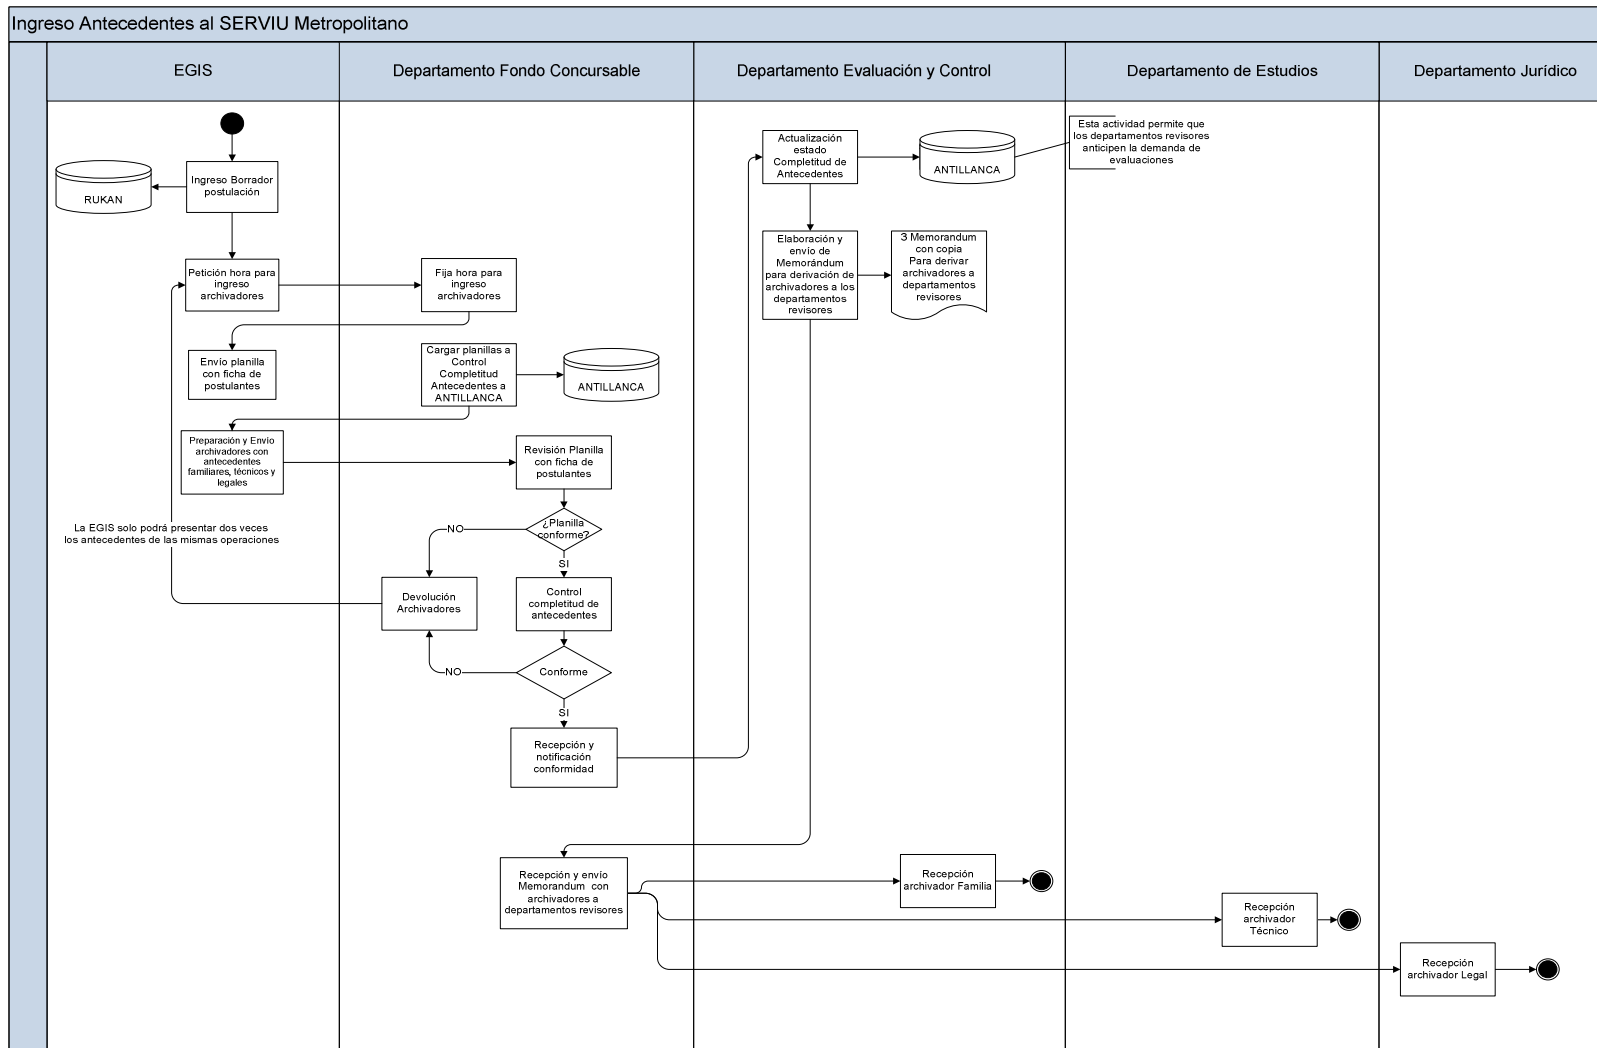 Ingreso Antecedentes al SERVIU Metropolitano
EGIS
Departamento Fondo Concursable
Departamento Evaluación y Control
Departamento de Estudios
Departamento Jurídico
Ingreso Borrador
postulación
RUKAN
Petición hora para
ingreso
archivadores
Fija hora para
ingreso
archivadores
Envío planilla
con ficha de
postulantes
Cargar planillas a
Control
Completitud
Antecedentes a
ANTILLANCA
ANTILLANCA
Preparación y Envío
archivadores con
antecedentes
familiares, técnicos y
legales
Revisión Planilla
con ficha de
postulantes
¿Planilla
conforme?
NO
SI
La EGIS solo podrá presentar dos veces
los antecedentes de las mismas operaciones
Devolución
Archivadores
Control
completitud de
antecedentes
Conforme
NO
SI
Recepción y
notificación
conformidad
Actualización
estado
Completitud de
Antecedentes
ANTILLANCA
Esta actividad permite que
los departamentos revisores
anticipen la demanda de
evaluaciones
Elaboración y
envío de
Memorándum
para derivación de
archivadores a los
departamentos
revisores
3 Memorandum
con copia
Para derivar
archivadores a
departamentos
revisores
Recepción y envío
Memorandum con
archivadores a
departamentos revisores
Recepción
archivador Familia
Recepción
archivador
Técnico
Recepción
archivador Legal